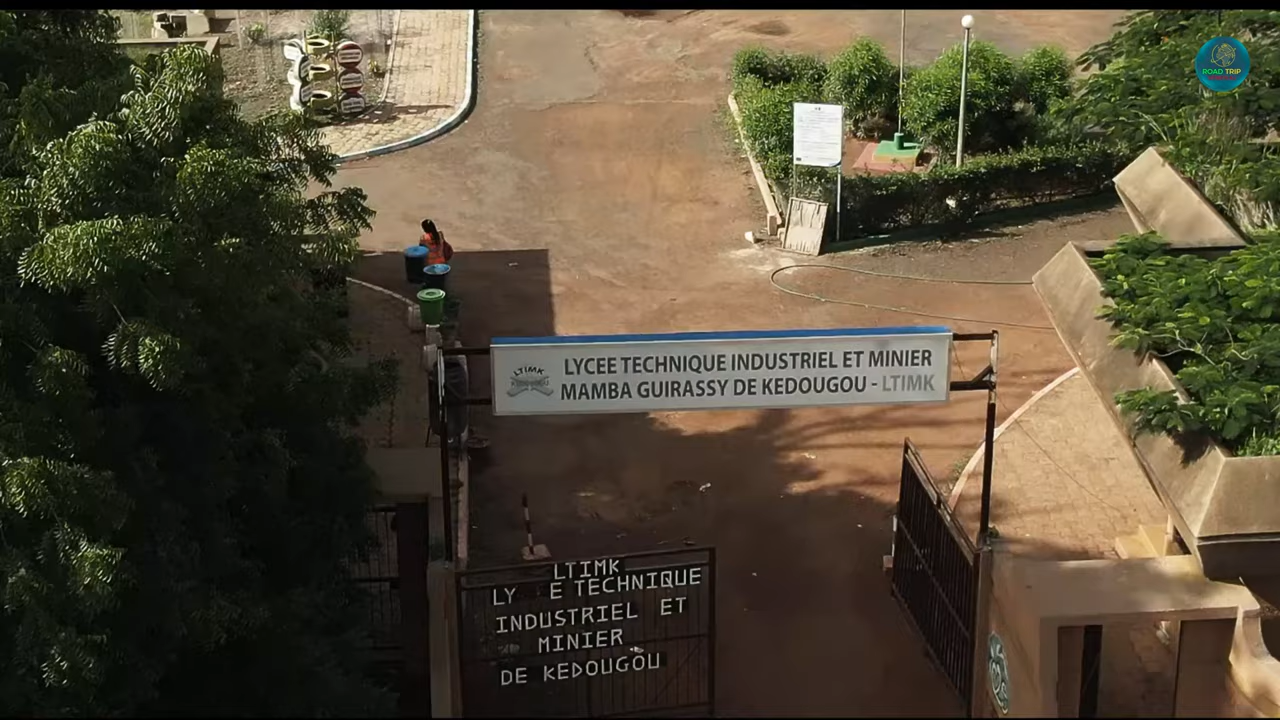 ROAD TRIP
LTIMK
LYCEE TECHNIQUE INDUSTRIEL ET MINIER
MAMBA GUIRASSY DE KEDOUGOU - LTIMK
LTIMK
LY E TECHNIQUE
INDUSTRIEL ET
MINIER
DE KEDOUGOU